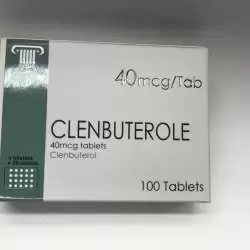 40mcg/Tab
CLENBUTEROLE
40mcg tablets
Clenbuterol
100 Tablets